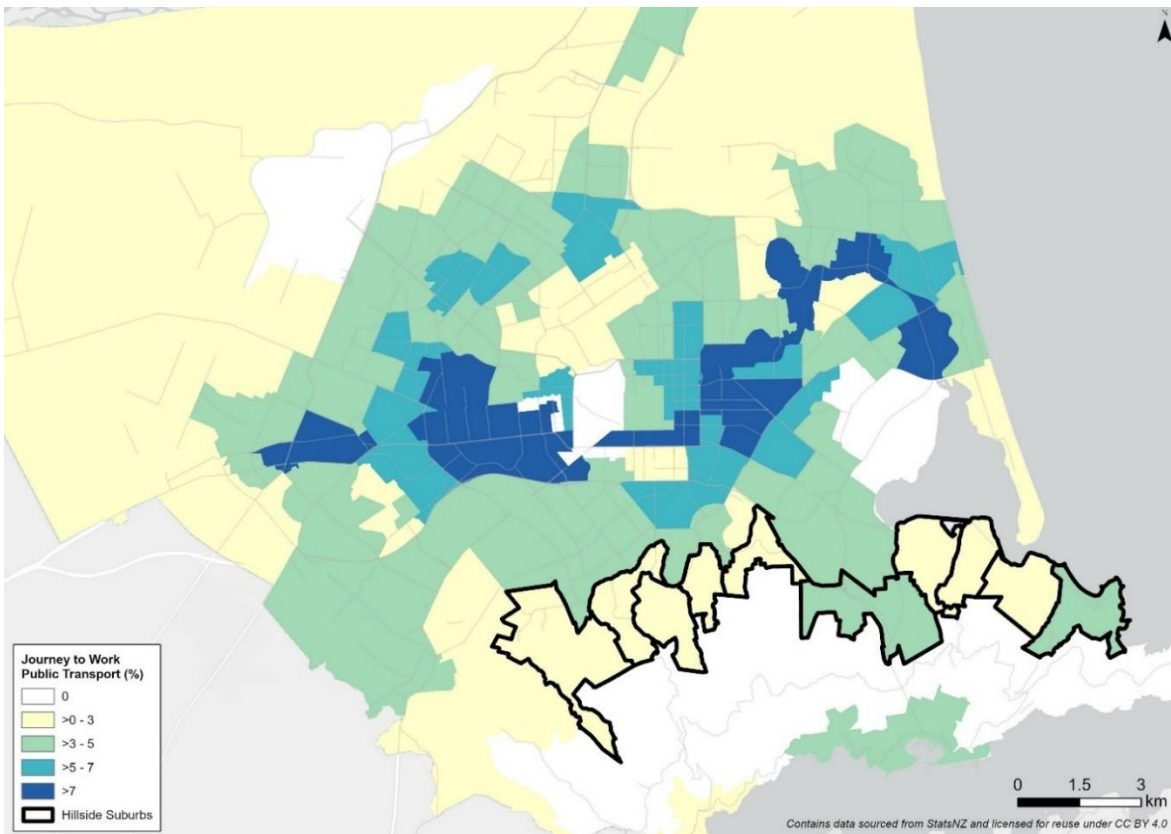 N
Journey to Work
Public Transport (%)
0
>0 - 3
>3 - 5
>5 - 7
>7
Hillside Suburbs
0 1.5 3
km
Contains data sourced from StatsNZ and licensed for reuse under CC BY 4.0